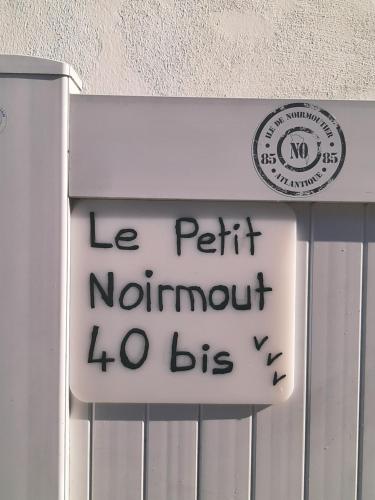 ILE DE NOIRMOUTIER
85 NO 85
• ATLANTIQUE •
Le Petit
Noirmout
40 bis